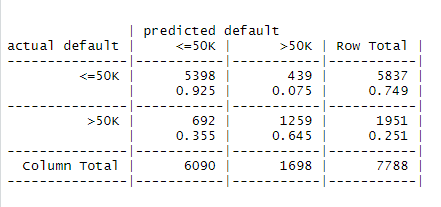 | predicted default
actual default | <=50K | >50K | Row Total |
---------------|-----------|-----------|-----------|
<=50K | 5398 | 439 | 5837 |
| 0.925 | 0.075 | 0.749 |
---------------|-----------|-----------|-----------|
>50K | 692 | 1259 | 1951 |
| 0.355 | 0.645 | 0.251 |
---------------|-----------|-----------|-----------|
Column Total | 6090 | 1698 | 7788 |
---------------|-----------|-----------|-----------|